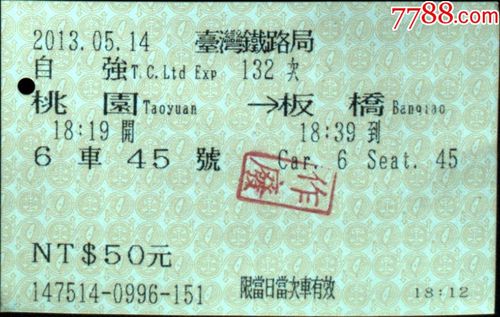 7788.com
2013.05.14 臺灣鐵路局
自 強 T.C.Ltd Exp 132 次
桃 園 Taoyuan → 板 橋 Banqiao
18:19 開 18:39 到
6 車 45 號 Car. 6 Seat. 45
作廢
NT$50元
147514-0996-151 限當日當次車有效 18:12